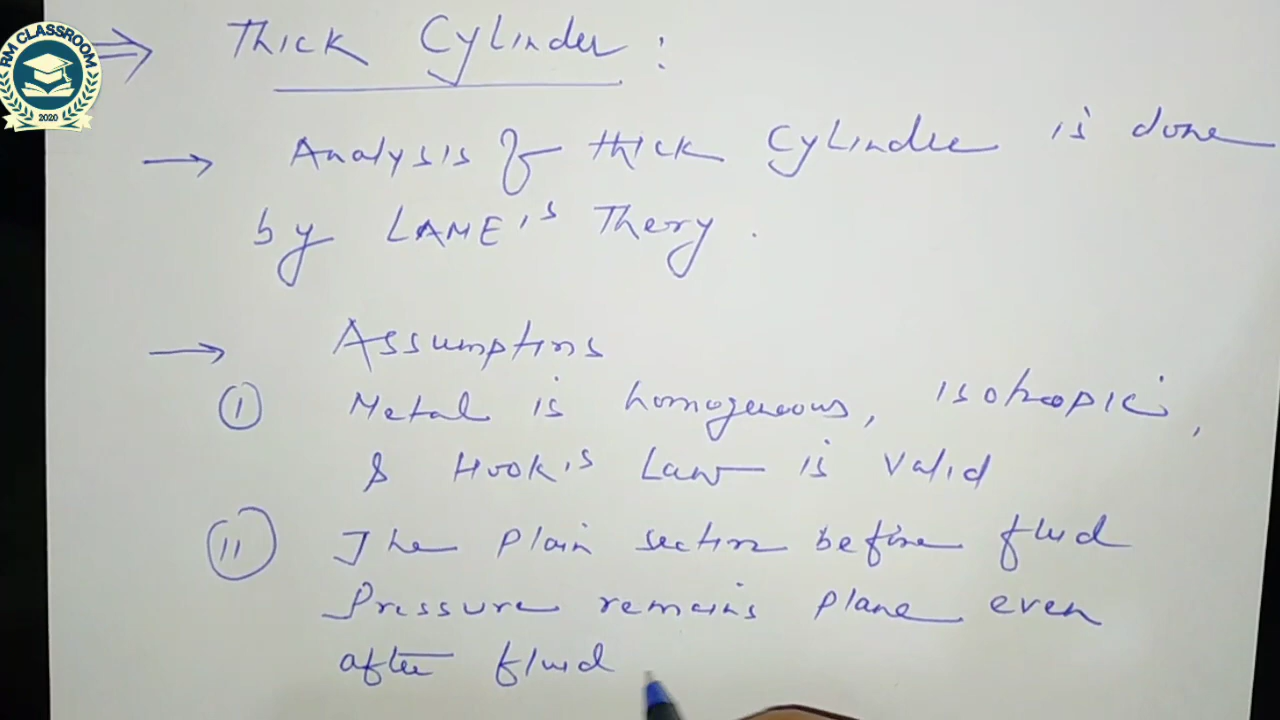 RM CLASSROOM
2020
⇒ Thick Cylinder :
→ Analysis of thick Cylinder is done
by LAME's Theory .
→ Assumptions
(I) Metal is homogeneous, isotropic,
& Hook's Law is valid
(II) The plain section before fluid
Pressure remains plane even
after fluid